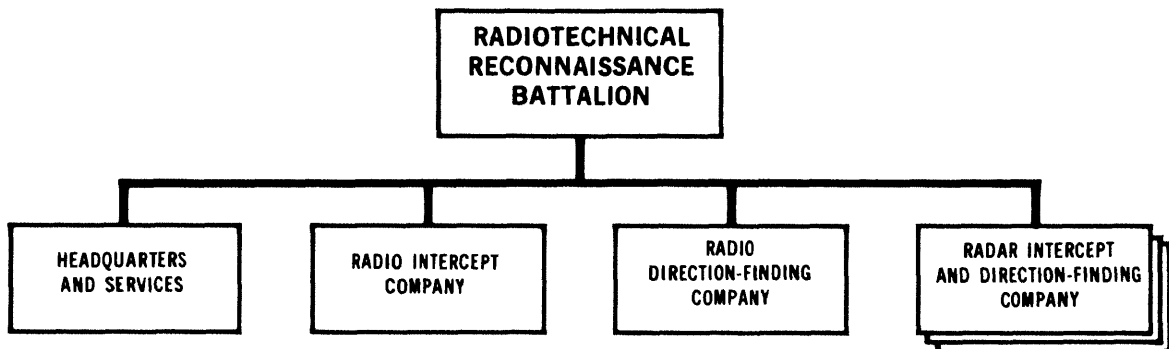 RADIOTECHNICAL
RECONNAISSANCE
BATTALION
HEADQUARTERS
AND SERVICES
RADIO INTERCEPT
COMPANY
RADIO
DIRECTION-FINDING
COMPANY
RADAR INTERCEPT
AND DIRECTION-FINDING
COMPANY